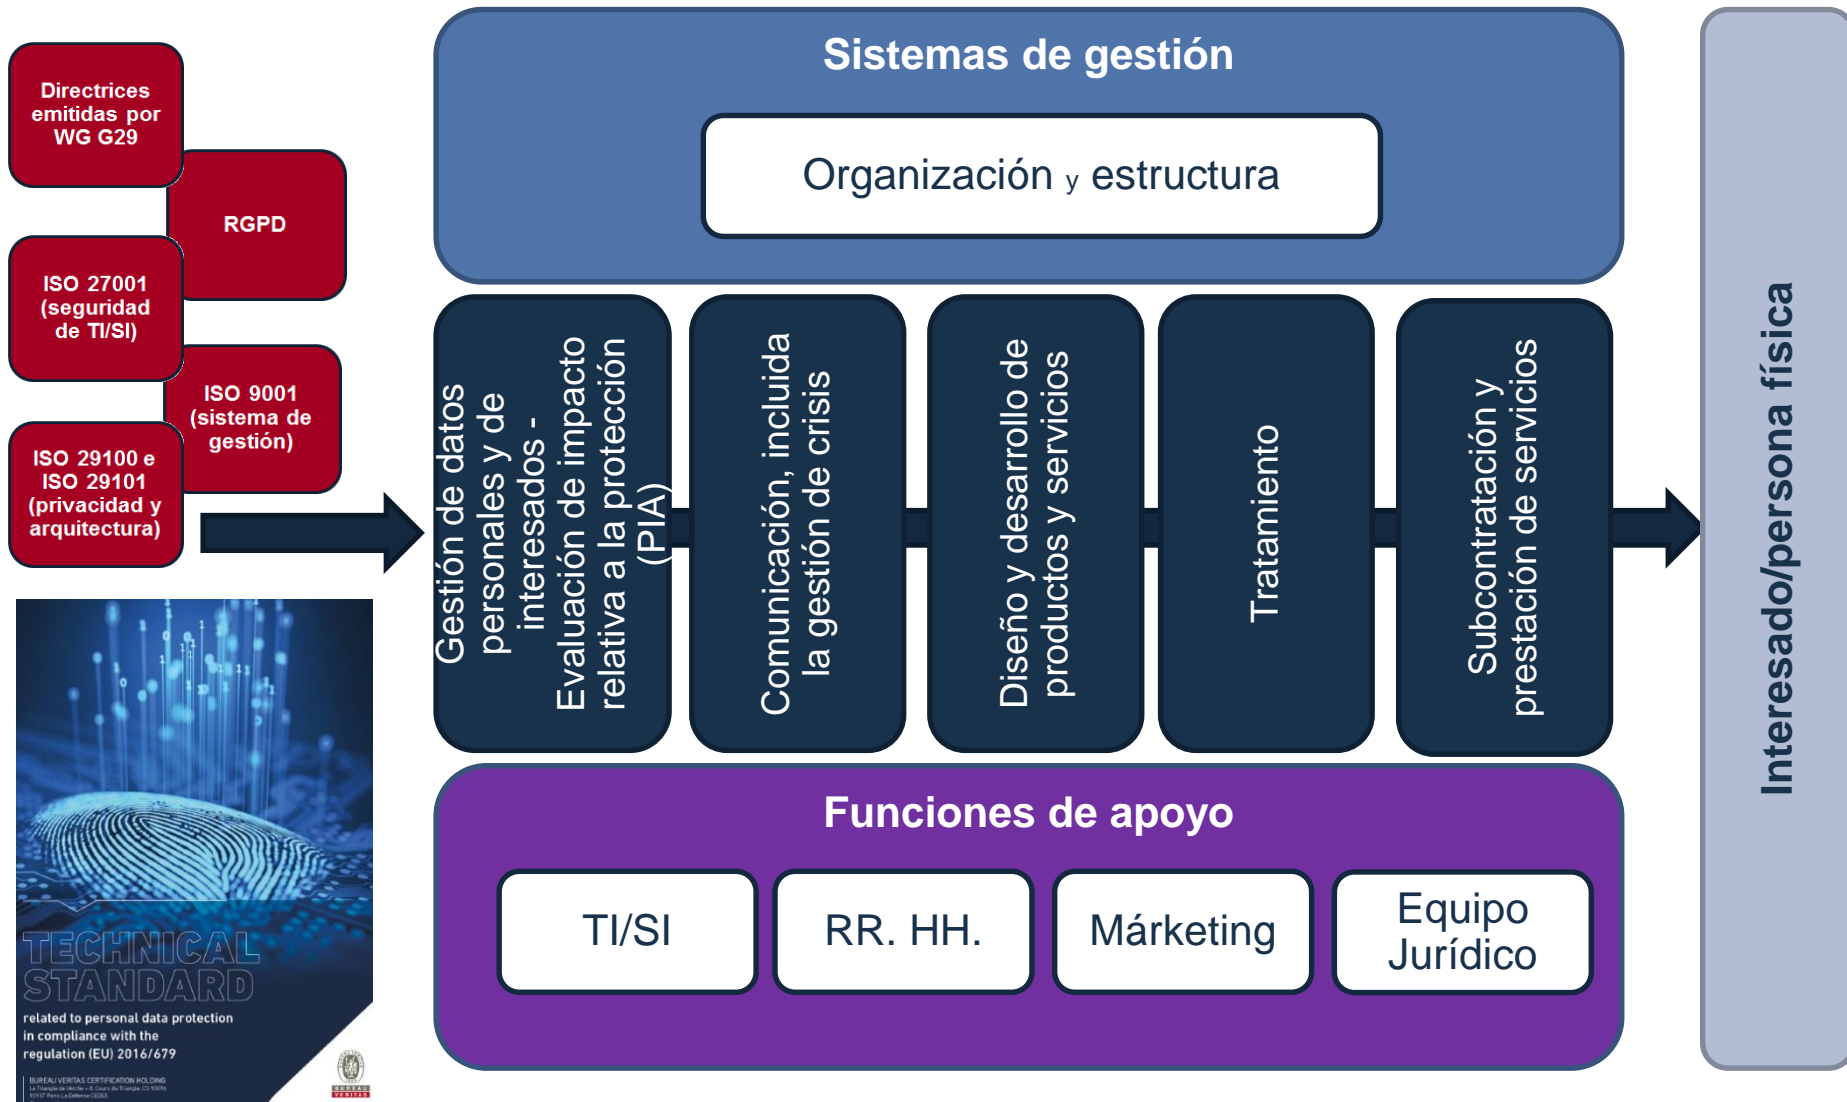 Directrices
emitidas por
WG G29
RGPD
ISO 27001
(seguridad
de TI/SI)
ISO 9001
(sistema de
gestión)
ISO 29100 e
ISO 29101
(privacidad y
arquitectura)
Sistemas de gestión
Organización y estructura
Gestión de datos
personales y de
interesados -
Evaluación de impacto
relativa a la protección
(PIA)
Comunicación, incluida
la gestión de crisis
Diseño y desarrollo de
productos y servicios
Tratamiento
Subcontratación y
prestación de servicios
Interesado/persona física
Funciones de apoyo
TI/SI
RR. HH.
Márketing
Equipo
Jurídico
TECHNICAL
STANDARD
related to personal data protection
in compliance with the
regulation (EU) 2016/679
BUREAU VERITAS CERTIFICATION HOLDING
BUREAU
VERITAS